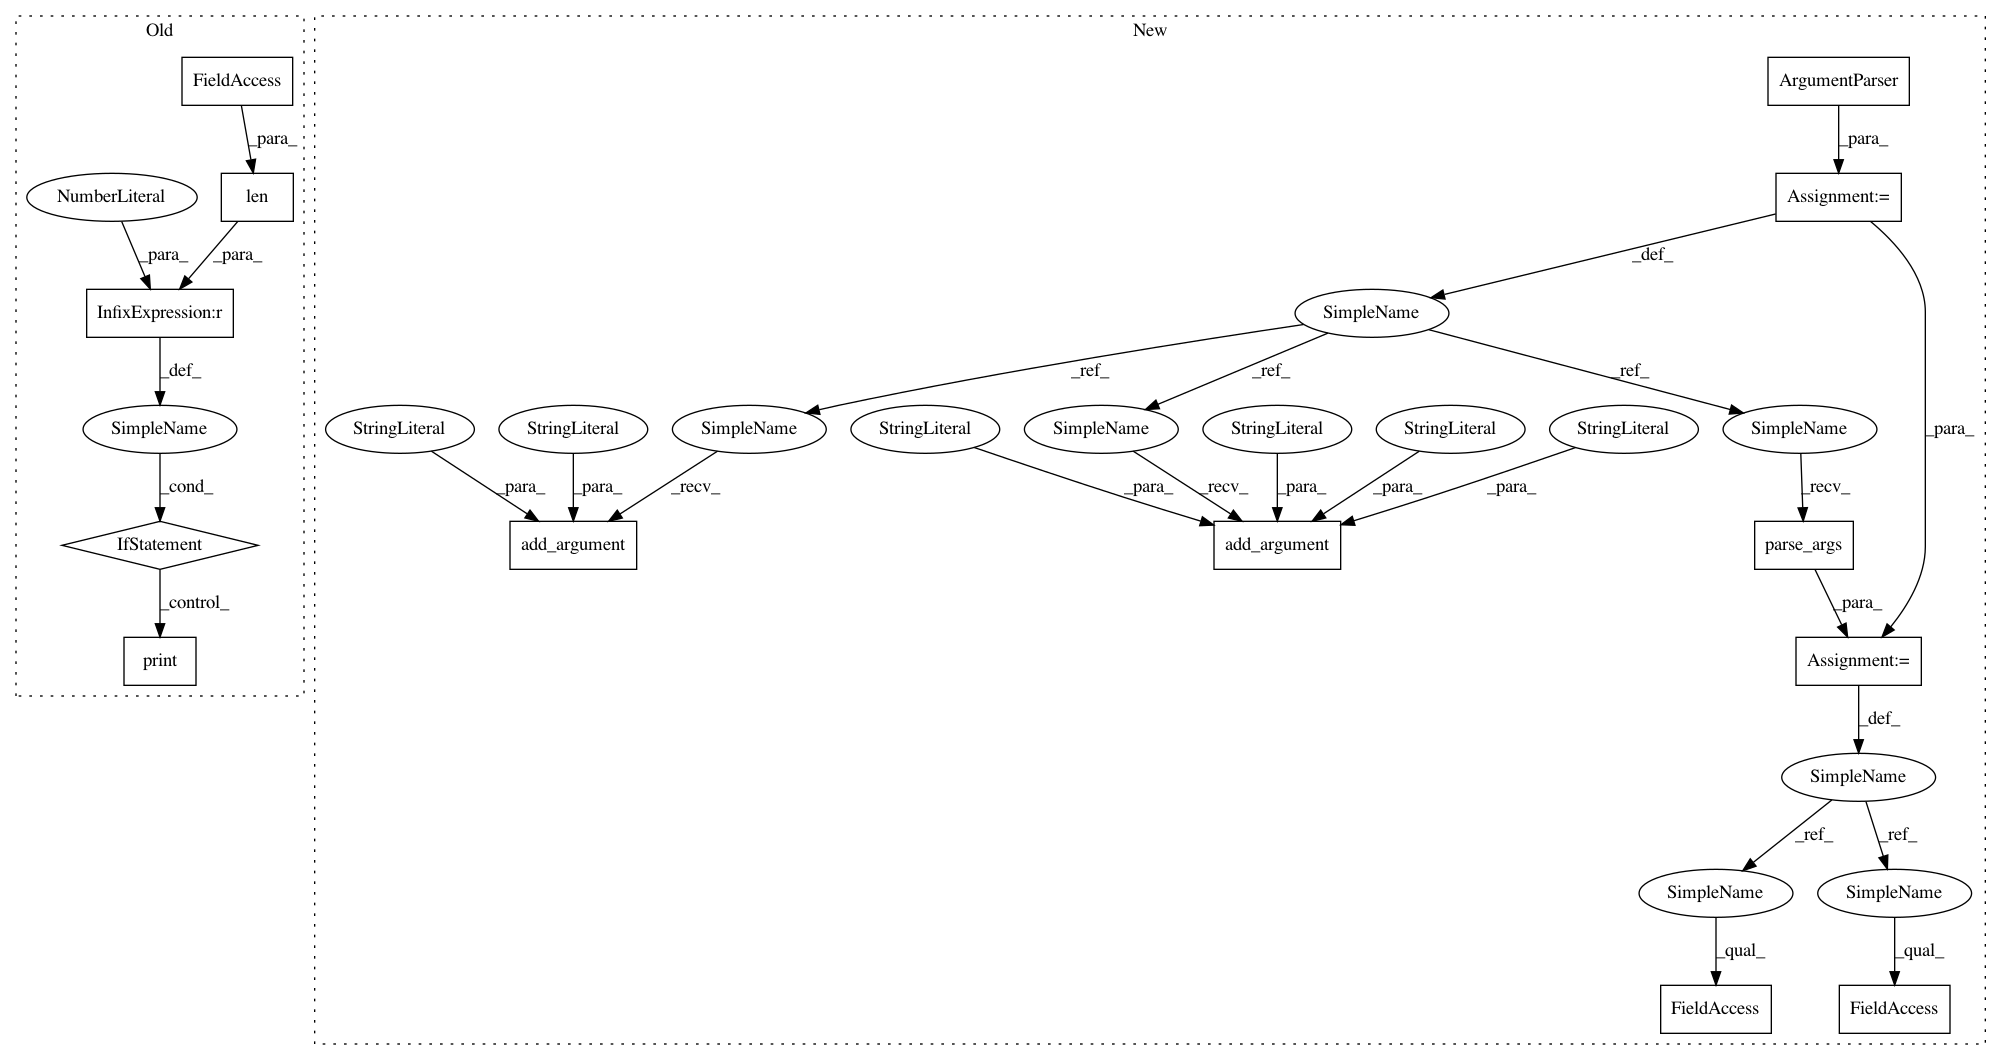 Old
New
FieldAccess
ArgumentParser
_para_
_para_
NumberLiteral
len
Assignment:=
_para_
_para_
_def_
InfixExpression:r
SimpleName
_def_
_ref_
_ref_
_ref_
SimpleName
StringLiteral
StringLiteral
SimpleName
StringLiteral
SimpleName
StringLiteral
StringLiteral
StringLiteral
SimpleName
_para_
_cond_
_para_
_para_
_recv_
_para_
_recv_
_para_
_para_
_para_
_recv_
IfStatement
add_argument
add_argument
parse_args
_control_
_para_
print
Assignment:=
_def_
SimpleName
_ref_
_ref_
SimpleName
SimpleName
_qual_
_qual_
FieldAccess
FieldAccess